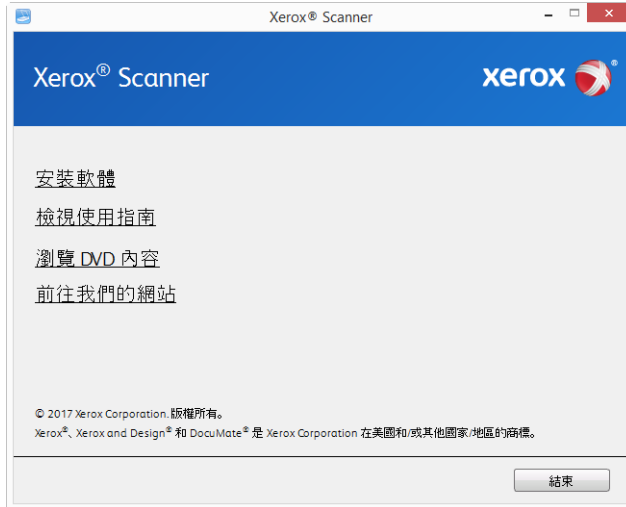 Xerox® Scanner
Xerox® Scanner
xerox®
安裝軟體
檢視使用指南
瀏覽 DVD 內容
前往我們的網站
© 2017 Xerox Corporation. 版權所有。
Xerox®、Xerox and Design® 和 DocuMate® 是 Xerox Corporation 在美國和/或其他國家/地區的商標。
結束